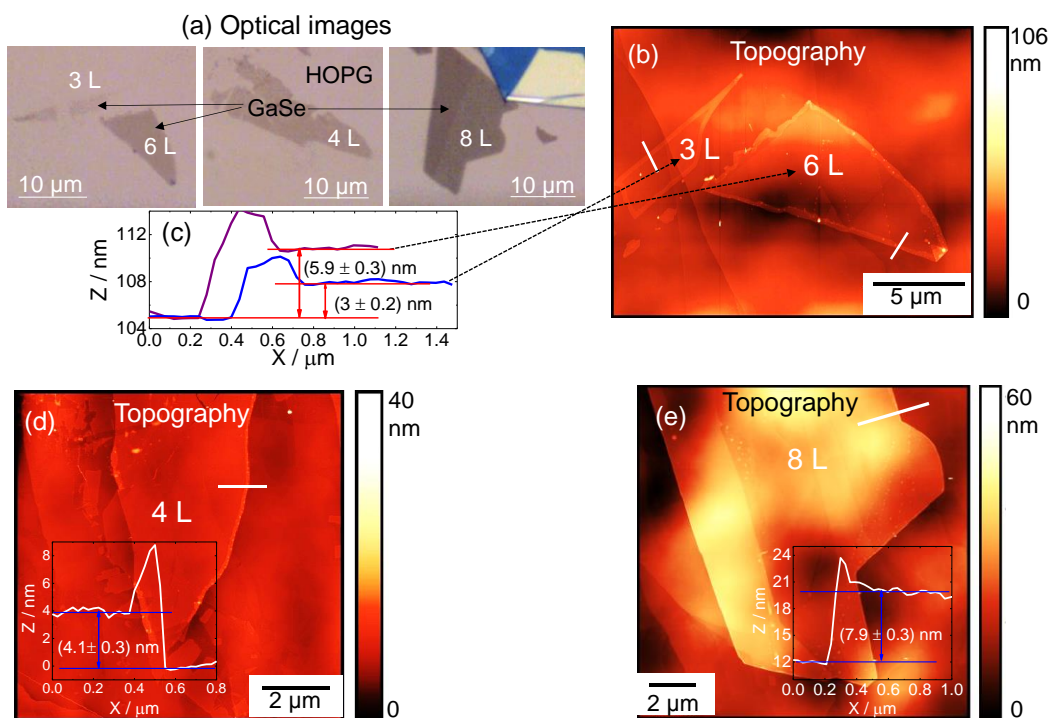 (a) Optical images
3 L
HOPG
GaSe
6 L
4 L
8 L
10 µm
10 µm
10 µm
(b)
Topography
106
nm
3 L
6 L
5 µm
0
(c)
Z / nm
112
108
104
(5.9 ± 0.3) nm
(3 ± 0.2) nm
0.0 0.2 0.4 0.6 0.8 1.0 1.2 1.4
X / µm
(d)
Topography
40
nm
4 L
Z / nm
8
4
2
0
(4.1± 0.3) nm
0.0 0.2 0.4 0.6 0.8
X / µm
2 µm
0
(e)
Topography
60
nm
8 L
Z / nm
24
21
18
15
12
(7.9 ± 0.3) nm
0.0 0.2 0.4 0.6 0.8 1.0
X / µm
2 µm
0